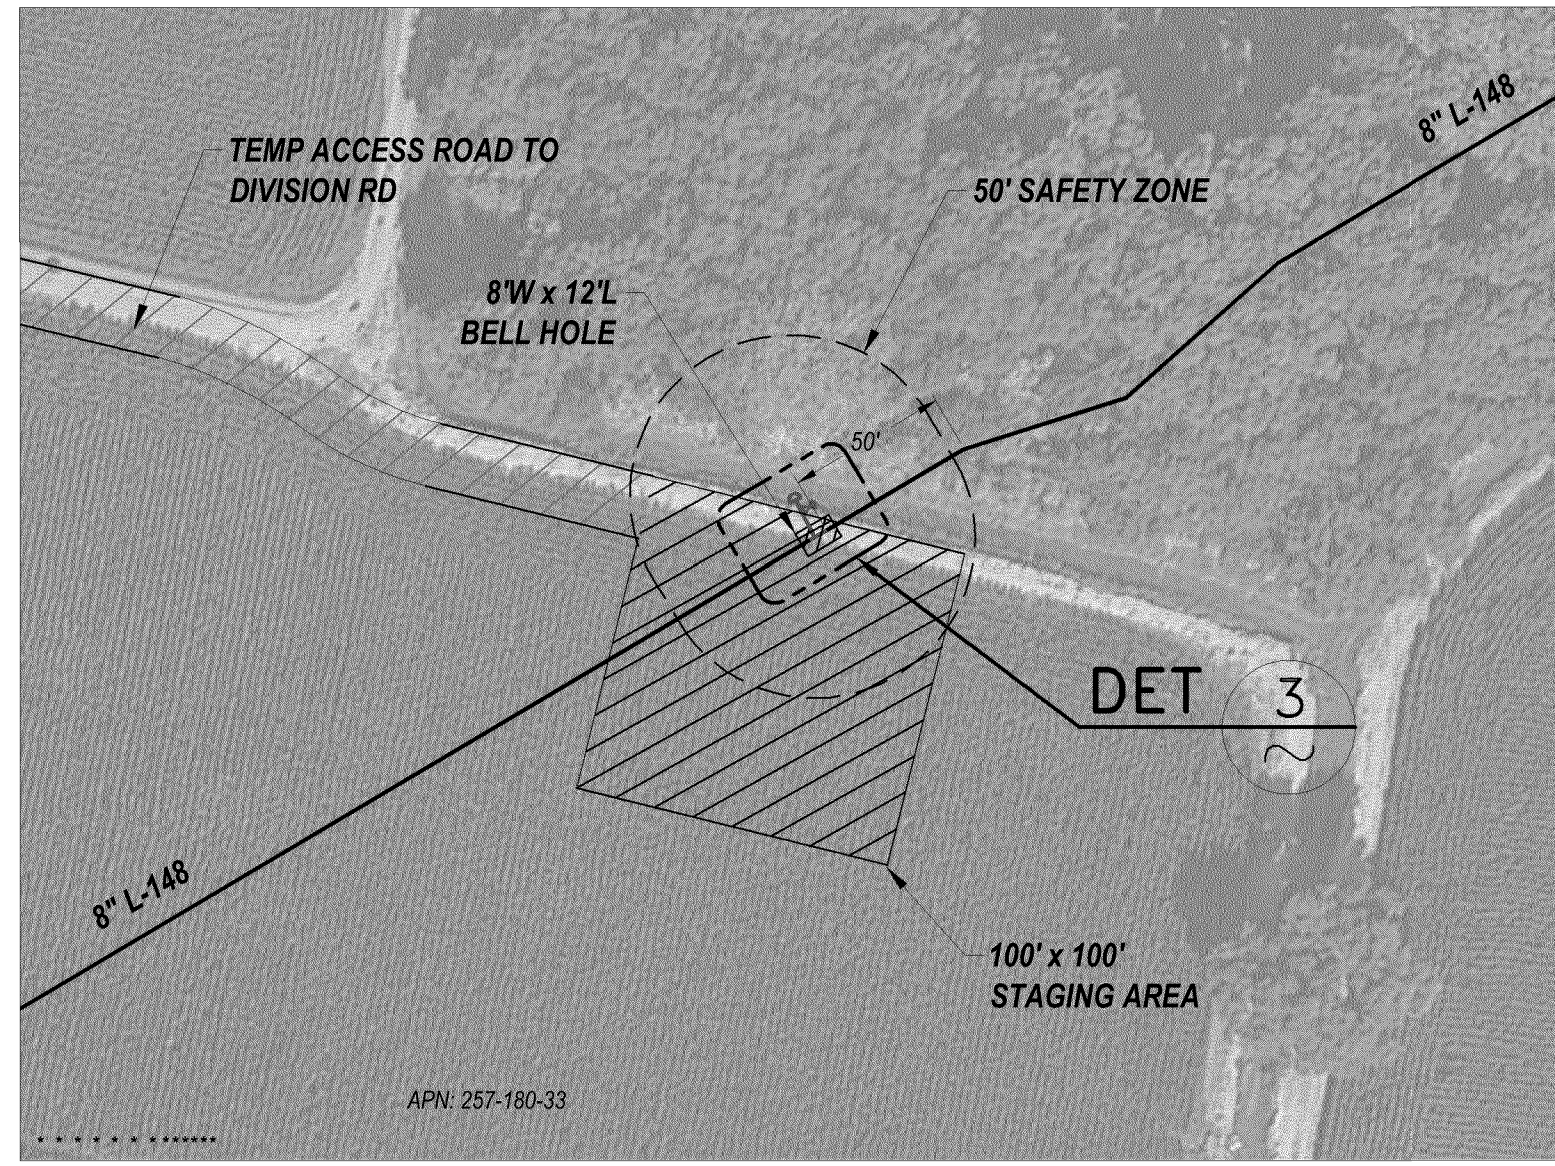 8" L-148
TEMP ACCESS ROAD TO
DIVISION RD
50' SAFETY ZONE
8'W x 12'L
BELL HOLE
50'
DET 3
8" L-148
100' x 100'
STAGING AREA
APN: 257-180-33